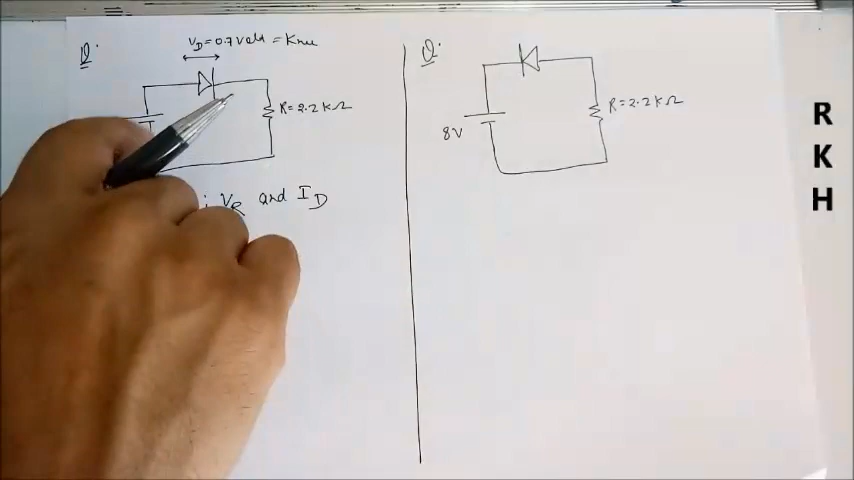 Q:
V_D = 0.7 Volt = Knee
R = 2.2 kΩ
; V_R and I_D
Q:
8V
R = 2.2 kΩ
R
K
H